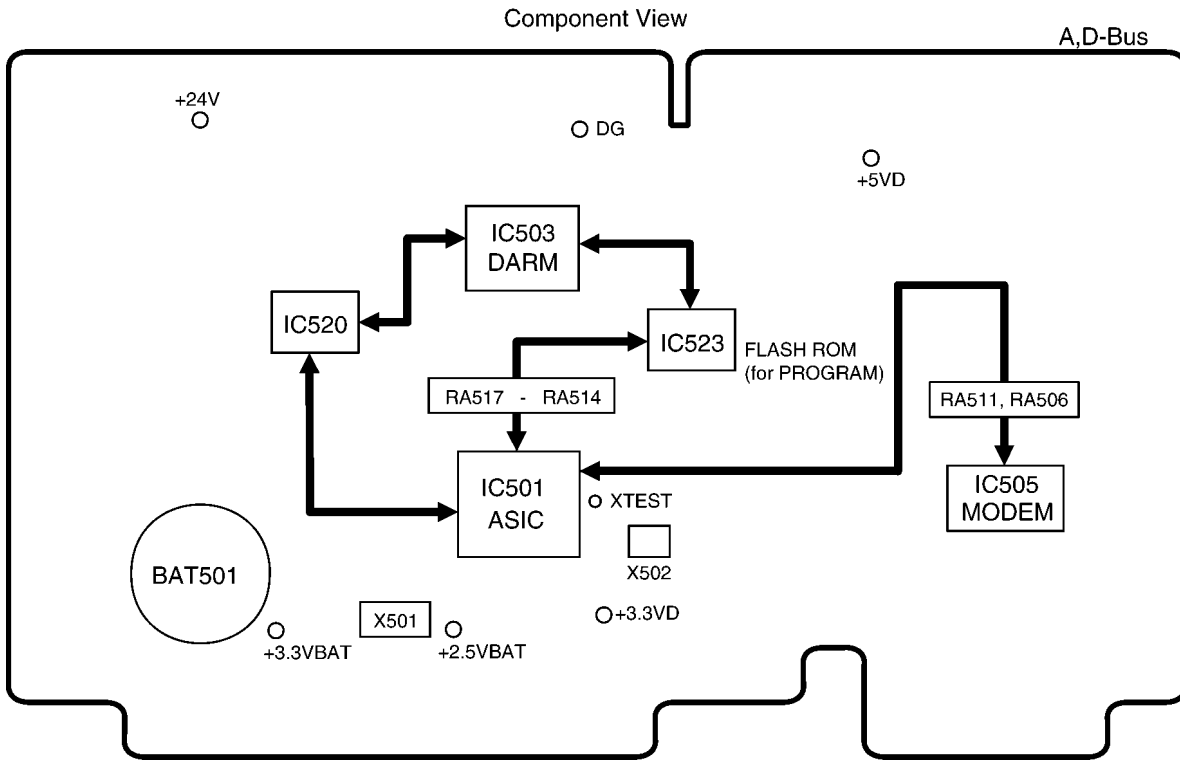 Component View
A,D-Bus
+24V
DG
+5VD
IC503
DARM
IC520
IC523
FLASH ROM
(for PROGRAM)
RA517 - RA514
RA511, RA506
IC501
ASIC
XTEST
IC505
MODEM
X502
BAT501
X501
+3.3VD
+3.3VBAT
+2.5VBAT